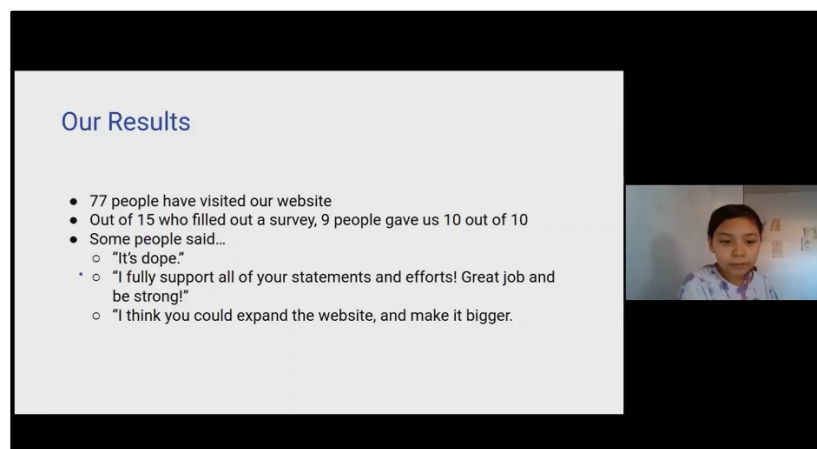 Our Results
● 77 people have visited our website
● Out of 15 who filled out a survey, 9 people gave us 10 out of 10
● Some people said…
○ “It’s dope.”
○ “I fully support all of your statements and efforts! Great job and
be strong!”
○ “I think you could expand the website, and make it bigger.